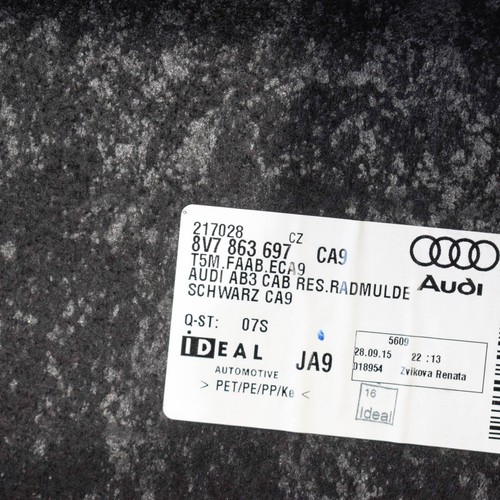 217028 CZ
8V7 863 697 CA9
T5M.FAAB.ECA9
AUDI AB3 CAB RES.RADMULDE
SCHWARZ CA9
Audi
Q-ST: 07S
IDEAL
AUTOMOTIVE
JA9
> PET/PE/PP/Ke <
5609
28.09.15 22 :13
018954 Zvikova Renata
16
ideal